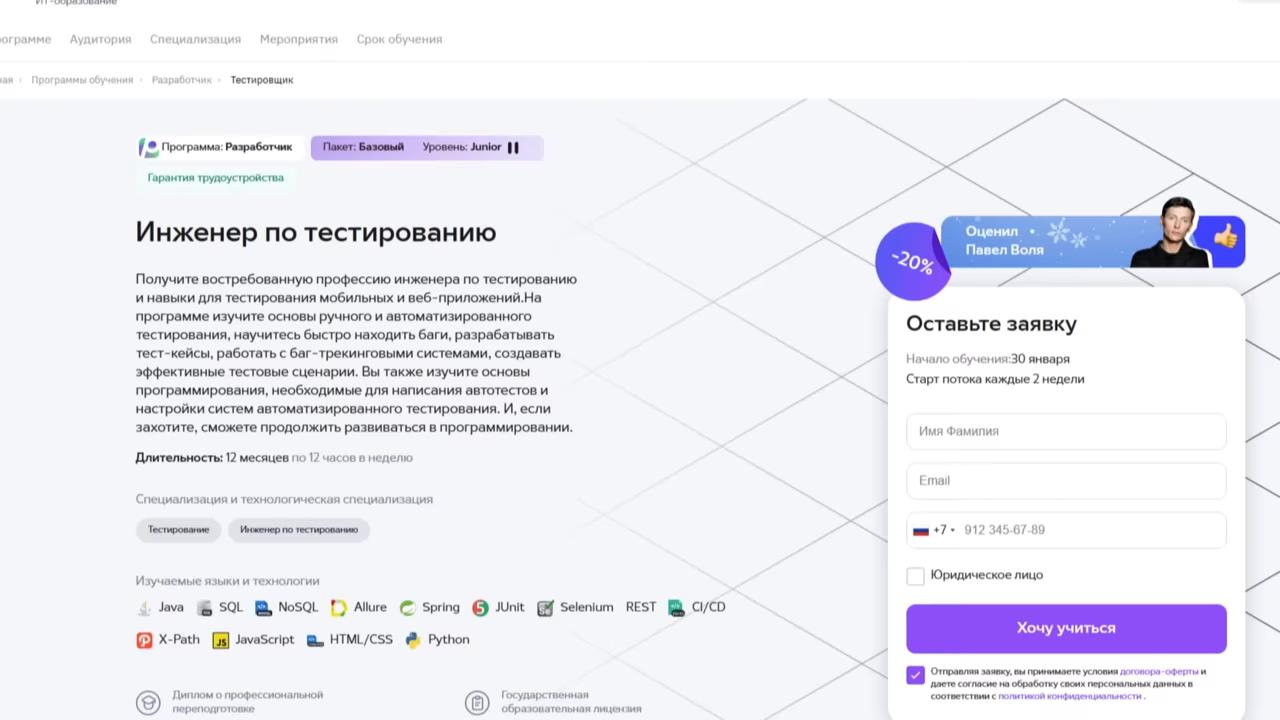 ИТ-образование
ограмме Аудитория Специализация Мероприятия Срок обучения
ная › Программы обучения › Разработчик › Тестировщик
Программа: Разработчик Пакет: Базовый Уровень: Junior
Гарантия трудоустройства
Инженер по тестированию
Получите востребованную профессию инженера по тестированию
и навыки для тестирования мобильных и веб-приложений.На
программе изучите основы ручного и автоматизированного
тестирования, научитесь быстро находить баги, разрабатывать
тест-кейсы, работать с баг-трекинговыми системами, создавать
эффективные тестовые сценарии. Вы также изучите основы
программирования, необходимые для написания автотестов и
настройки систем автоматизированного тестирования. И, если
захотите, сможете продолжить развиваться в программировании.
Длительность: 12 месяцев по 12 часов в неделю
Специализация и технологическая специализация
Тестирование Инженер по тестированию
Изучаемые языки и технологии
Java SQL NoSQL Allure Spring JUnit Selenium REST CI/CD
X-Path JavaScript HTML/CSS Python
Диплом о профессиональной
переподготовке
Государственная
образовательная лицензия
-20%
Оценил
Павел Воля
Оставьте заявку
Начало обучения:30 января
Старт потока каждые 2 недели
Имя Фамилия
Email
+7 912 345-67-89
Юридическое лицо
Хочу учиться
Отправляя заявку, вы принимаете условия договора-оферты и
даете согласие на обработку своих персональных данных в
соответствии с политикой конфиденциальности .